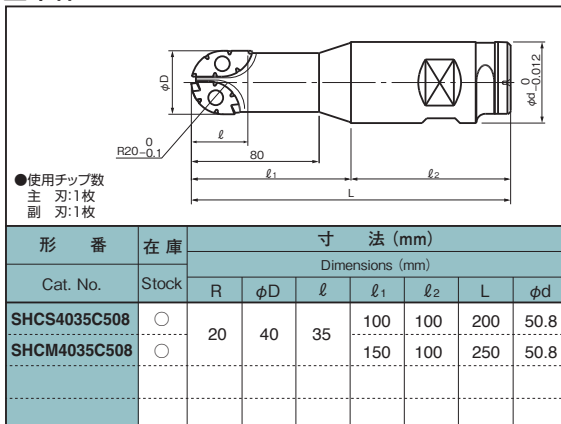 φD
R20 0 -0.1
ℓ
80
ℓ1
ℓ2
L
φd 0 -0.012
●使用チップ数
主 刃:1枚
副 刃:1枚
形 番 在庫 寸 法 (mm)
Cat. No. Stock Dimensions (mm)
R φD ℓ ℓ1 ℓ2 L φd
SHCS4035C508 ○ 20 40 35 100 100 200 50.8
SHCM4035C508 ○ 150 100 250 50.8